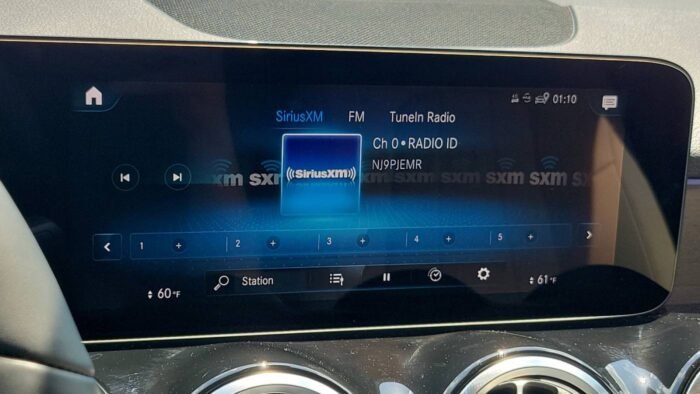 01:10
SiriusXM FM TuneIn Radio
Ch 0 • RADIO ID
NJ9PJEMR
((SiriusXM))
sxm sxm sxm sxm sxm sxm
1 + 2 + 3 + 4 + 5 +
Station
60°F 61°F